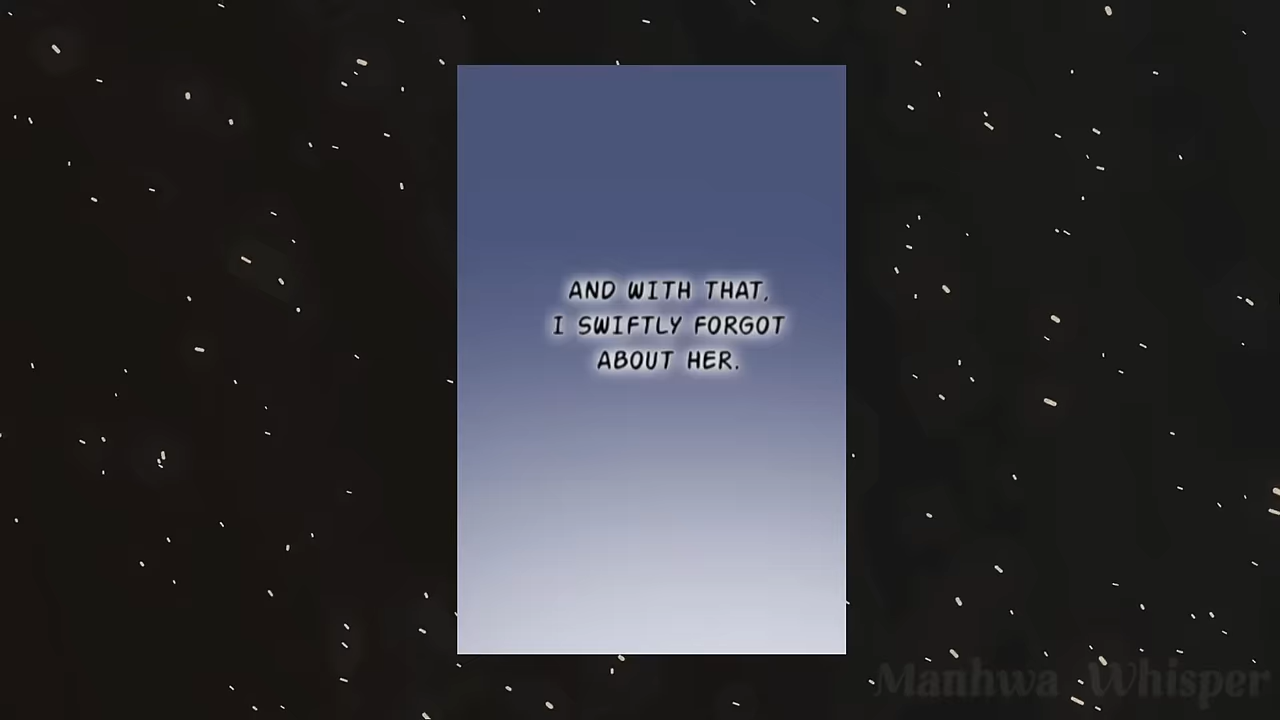 AND WITH THAT,
I SWIFTLY FORGOT
ABOUT HER.
Manhwa Whisper